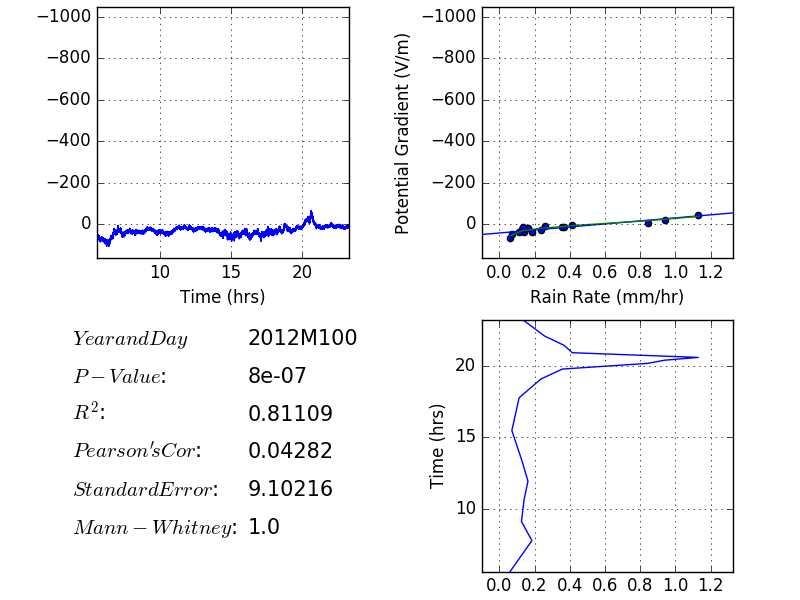 −1000
−800
−600
−400
−200
0
10 15 20
Time (hrs)
Potential Gradient (V/m)
−1000
−800
−600
−400
−200
0
0.0 0.2 0.4 0.6 0.8 1.0 1.2
Rain Rate (mm/hr)
YearandDay 2012M100
P−Value: 8e-07
R²: 0.81109
Pearson'sCor: 0.04282
StandardError: 9.10216
Mann−Whitney: 1.0
Time (hrs)
20
15
10
0.0 0.2 0.4 0.6 0.8 1.0 1.2